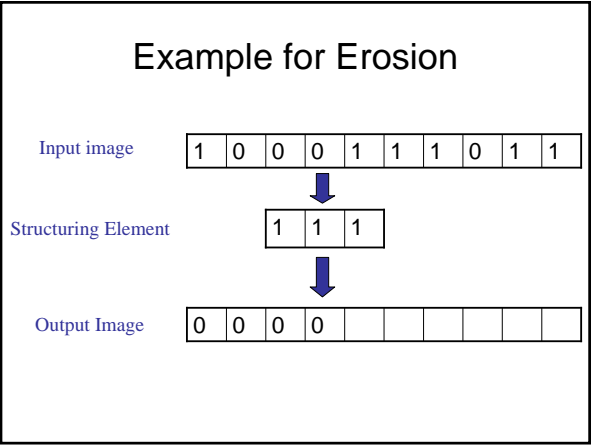 Example for Erosion
Input image 1 0 0 0 1 1 1 0 1 1
Structuring Element 1 1 1
Output Image 0 0 0 0